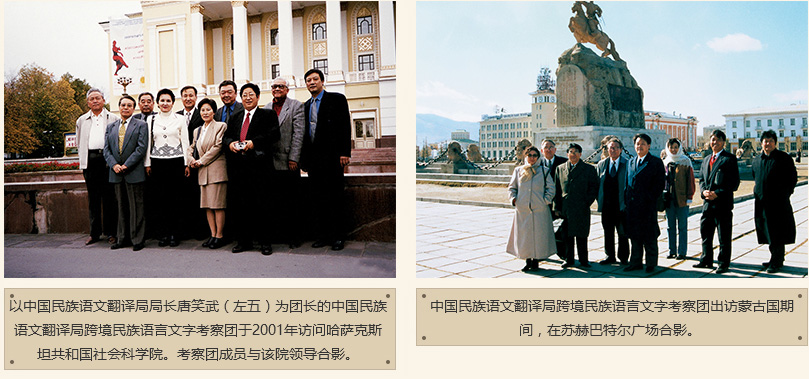 以中国民族语文翻译局局长唐笑武（左五）为团长的中国民族
语文翻译局跨境民族语言文字考察团于2001年访问哈萨克斯
坦共和国社会科学院。考察团成员与该院领导合影。
中国民族语文翻译局跨境民族语言文字考察团出访蒙古国期
间，在苏赫巴特尔广场合影。